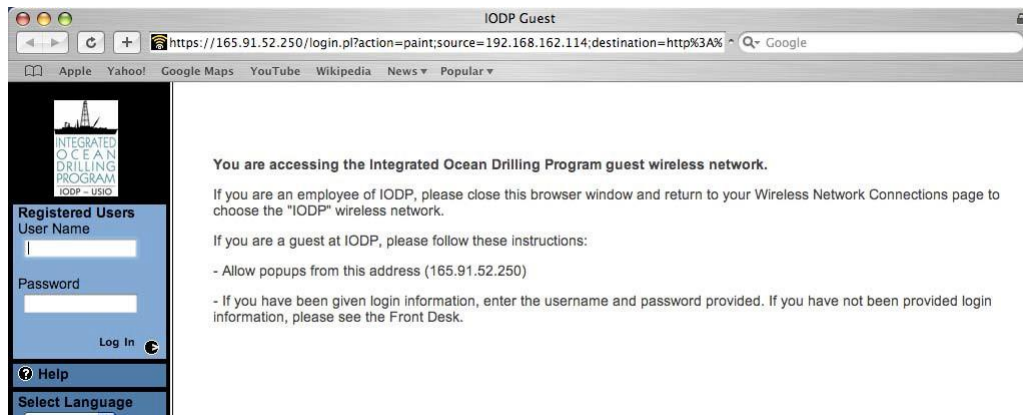 IODP Guest
https://165.91.52.250/login.pl?action=paint;source=192.168.162.114;destination=http%3A%
Google
Apple Yahoo! Google Maps YouTube Wikipedia News Popular
INTEGRATED
OCEAN
DRILLING
PROGRAM
IODP – USIO
Registered Users
User Name
Password
Log In
Help
Select Language
You are accessing the Integrated Ocean Drilling Program guest wireless network.
If you are an employee of IODP, please close this browser window and return to your Wireless Network Connections page to
choose the "IODP" wireless network.
If you are a guest at IODP, please follow these instructions:
- Allow popups from this address (165.91.52.250)
- If you have been given login information, enter the username and password provided. If you have not been provided login
information, please see the Front Desk.